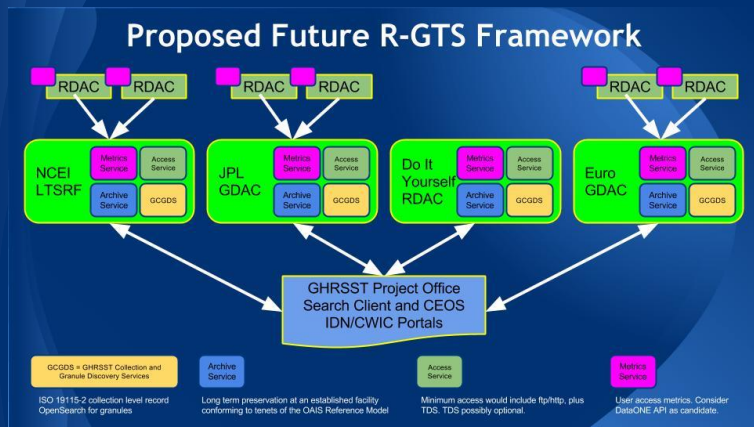 Proposed Future R-GTS Framework
RDAC
RDAC
RDAC
RDAC
RDAC
RDAC
NCEI
LTSRF
Metrics
Service
Access
Service
Archive
Service
GCGDS
JPL
GDAC
Metrics
Service
Access
Service
Archive
Service
GCGDS
Do It
Yourself
RDAC
Metrics
Service
Access
Service
Archive
Service
GCGDS
Euro
GDAC
Metrics
Service
Access
Service
Archive
Service
GCGDS
GHRSST Project Office
Search Client and CEOS
IDN/CWIC Portals
GCGDS = GHRSST Collection and
Granule Discovery Services
ISO 19115-2 collection level record
OpenSearch for granules
Archive
Service
Long term preservation at an established facility
conforming to tenets of the OAIS Reference Model
Access
Service
Minimum access would include ftp/http, plus
TDS. TDS possibly optional.
Metrics
Service
User access metrics. Consider
DataONE API as candidate.